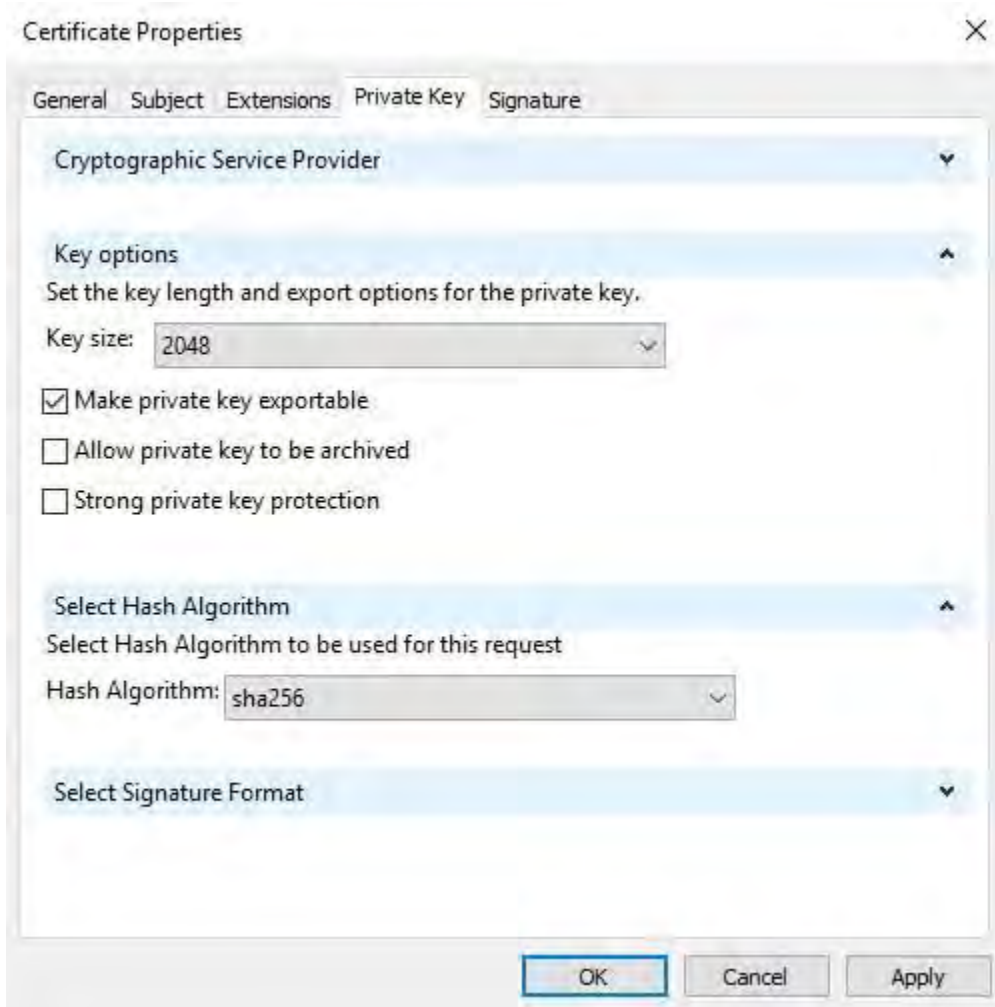 Certificate Properties
General Subject Extensions Private Key Signature
Cryptographic Service Provider
Key options
Set the key length and export options for the private key.
Key size: 2048
Make private key exportable
Allow private key to be archived
Strong private key protection
Select Hash Algorithm
Select Hash Algorithm to be used for this request
Hash Algorithm: sha256
Select Signature Format
OK Cancel Apply